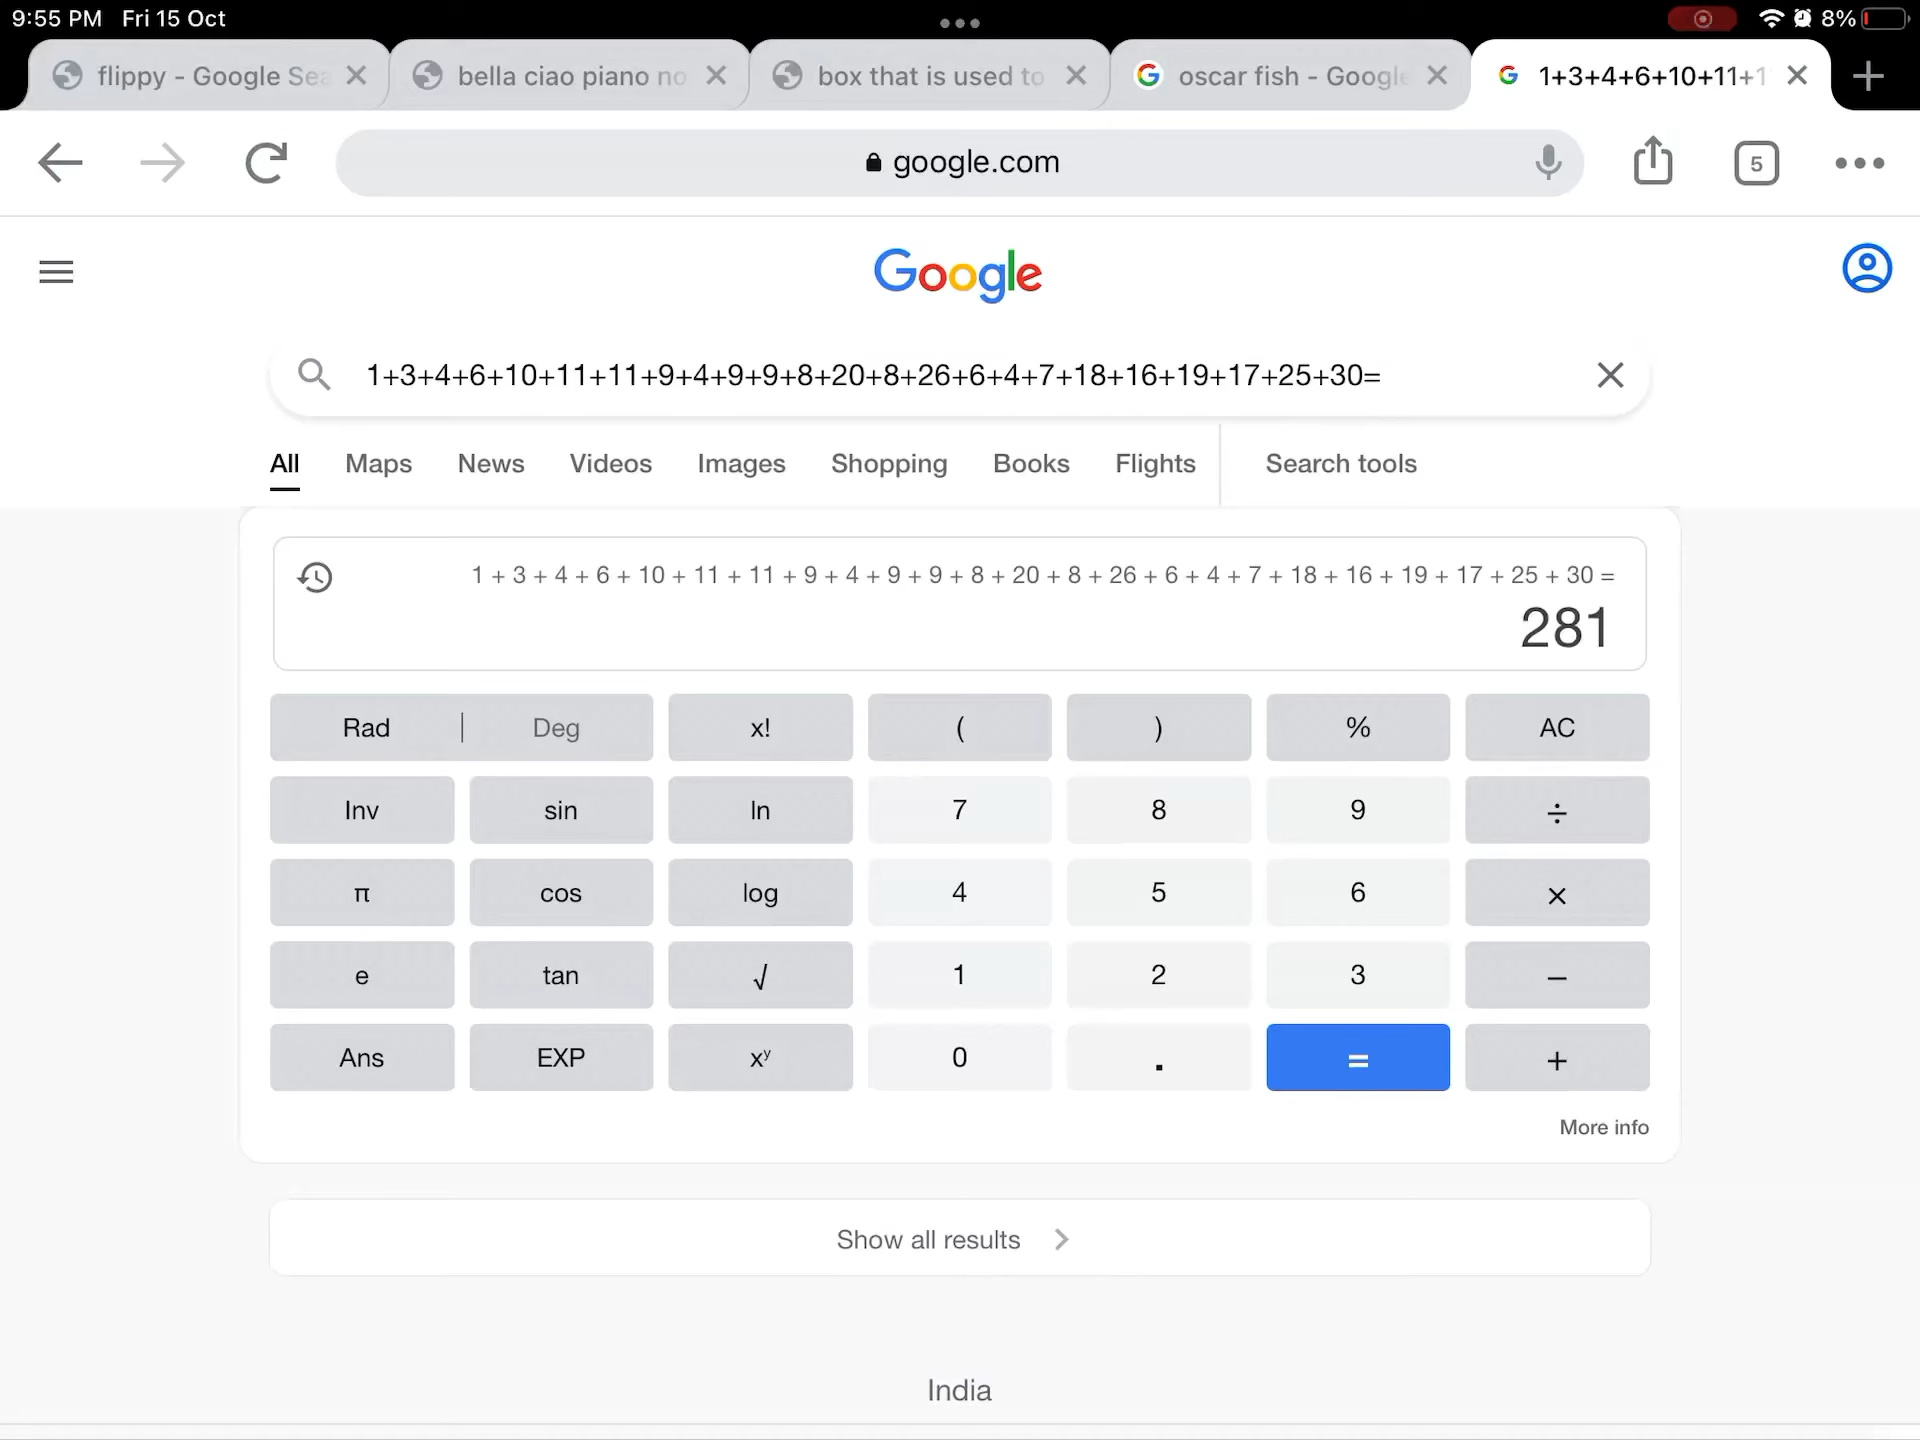 9:55 PM Fri 15 Oct 8%
flippy - Google Sea bella ciao piano no box that is used to oscar fish - Google 1+3+4+6+10+11+1
google.com 5
Google
1+3+4+6+10+11+11+9+4+9+9+8+20+8+26+6+4+7+18+16+19+17+25+30=
All Maps News Videos Images Shopping Books Flights Search tools
1 + 3 + 4 + 6 + 10 + 11 + 11 + 9 + 4 + 9 + 9 + 8 + 20 + 8 + 26 + 6 + 4 + 7 + 18 + 16 + 19 + 17 + 25 + 30 =
281
Rad | Deg x! ( ) % AC
Inv sin ln 7 8 9 ÷
π cos log 4 5 6 ×
e tan √ 1 2 3 −
Ans EXP xʸ 0 . = +
More info
Show all results
India